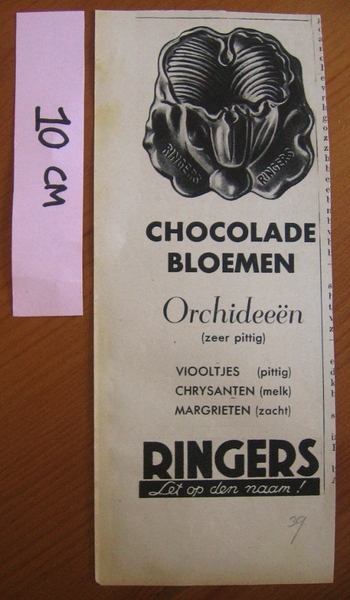 10 CM
RINGERS
RINGERS
CHOCOLADE
BLOEMEN
Orchideeën
(zeer pittig)
VIOOLTJES (pittig)
CHRYSANTEN (melk)
MARGRIETEN (zacht)
RINGERS
Let op den naam!
39